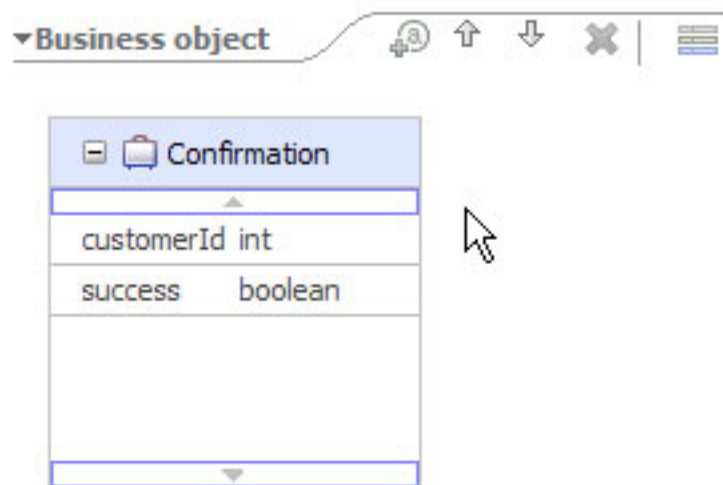 Business object
Confirmation
customerId int
success boolean